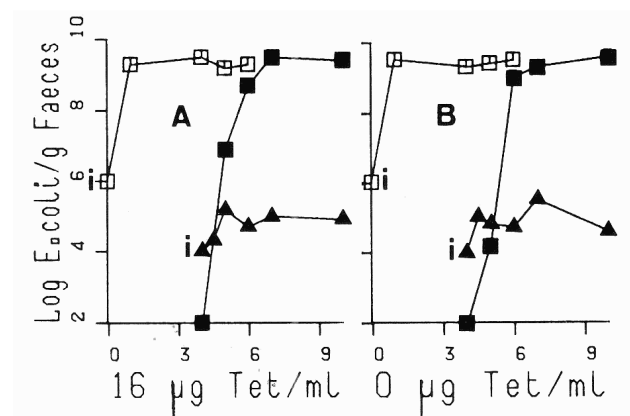 Log E.coli/g Faeces
10
8
6
4
2
A
B
i
i
i
i
0 3 6 9
0 3 6 9
16 µg Tet/ml
0 µg Tet/ml